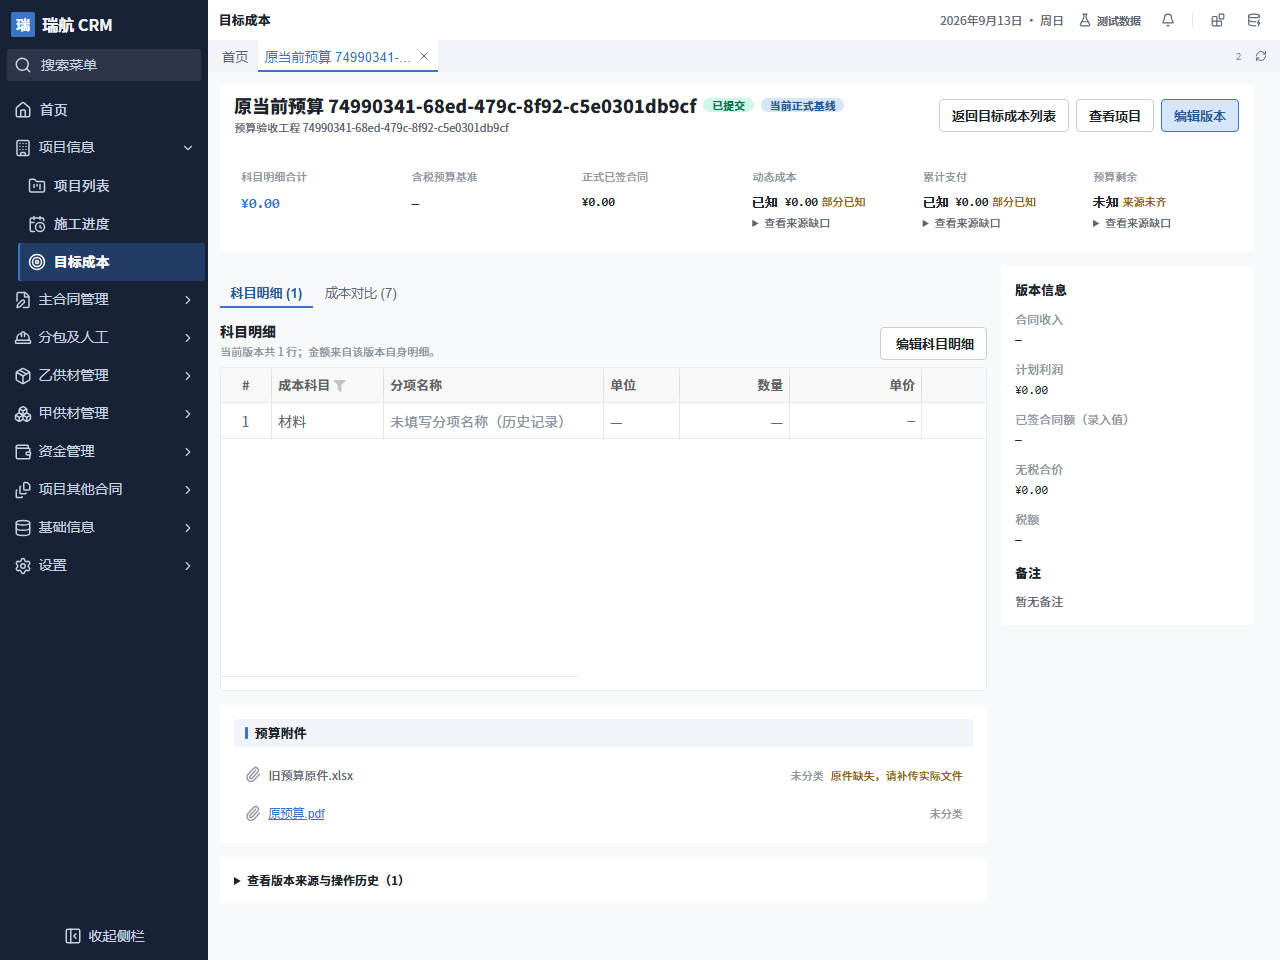 瑞 瑞航 CRM
搜索菜单
首页
项目信息
项目列表
施工进度
目标成本
主合同管理
分包及人工
乙供材管理
甲供材管理
资金管理
项目其他合同
基础信息
设置
收起侧栏
目标成本
2026年9月13日 · 周日 测试数据
首页 原当前预算 74990341-... × 2
原当前预算 74990341-68ed-479c-8f92-c5e0301db9cf 已提交 当前正式基线
预算验收工程 74990341-68ed-479c-8f92-c5e0301db9cf
返回目标成本列表 查看项目 编辑版本
科目明细合计 含税预算基准 正式已签合同 动态成本 累计支付 预算剩余
¥0.00 — ¥0.00 已知 ¥0.00 部分已知 已知 ¥0.00 部分已知 未知 来源未齐
查看来源缺口 查看来源缺口 查看来源缺口
科目明细 (1) 成本对比 (7)
科目明细
当前版本共 1 行；金额来自该版本自身明细。
编辑科目明细
# 成本科目 分项名称 单位 数量 单价
1 材料 未填写分项名称（历史记录） — — —
预算附件
旧预算原件.xlsx 未分类 原件缺失，请补传实际文件
原预算.pdf 未分类
查看版本来源与操作历史（1）
版本信息
合同收入
—
计划利润
¥0.00
已签合同额（录入值）
—
无税合价
¥0.00
税额
—
备注
暂无备注